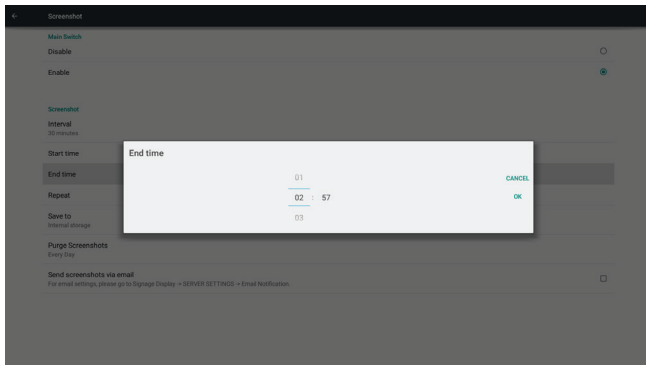 Screenshot
Main Switch
Disable
Enable
Screenshot
Interval
30 minutes
Start time
End time
Repeat
Save to
Internal storage
Purge Screenshots
Every Day
Send screenshots via email
For email settings, please go to Signage Display -> SERVER SETTINGS -> Email Notification.
End time
01
02 : 57
03
CANCEL
OK